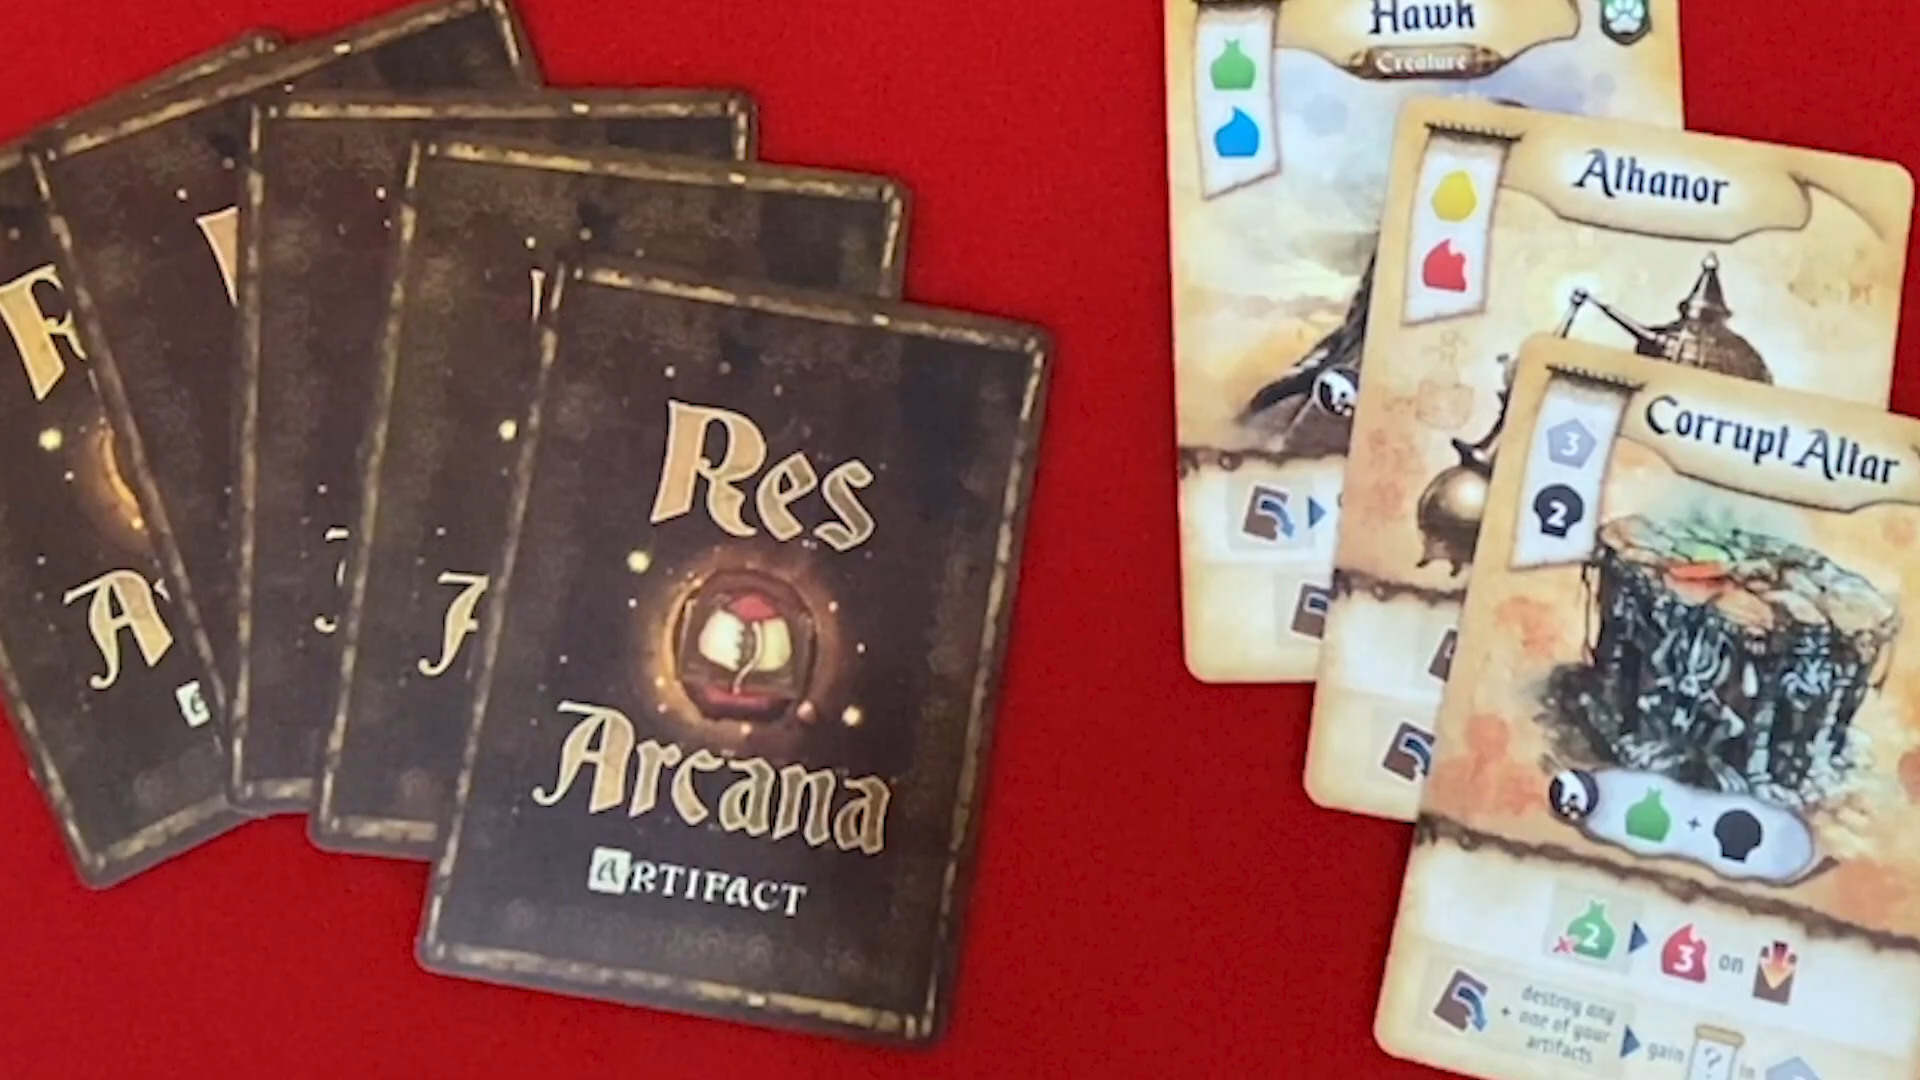 Res
Arcana
ARTIFACT
R
A
A
Hawk
Creature
Athanor
Corrupt Altar
3
2
2
3 on
destroy any
+ one of your
artifacts
gain ? in
+